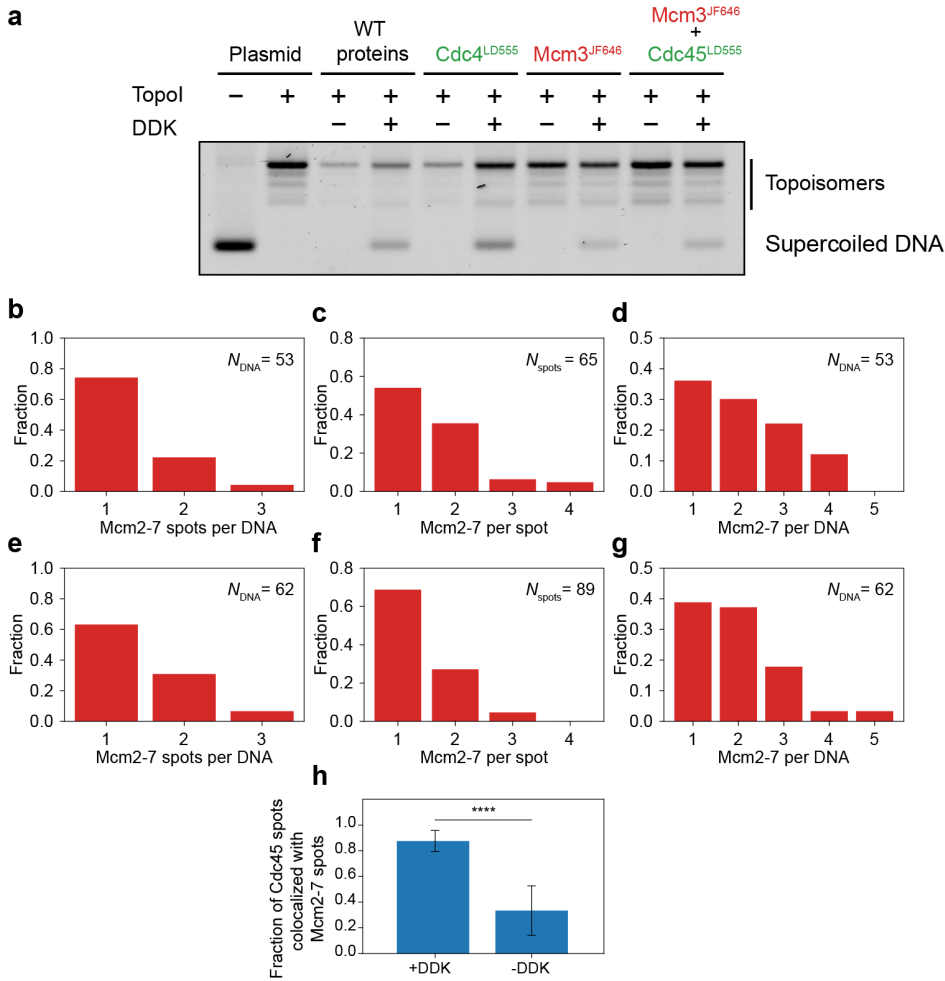 a
Mcm3JF646
+
Cdc45LD555
WT
proteins
Plasmid
Cdc4LD555
Mcm3JF646
TopoI − + + + + + + + + +
DDK − + − + − + − +
Topoisomers
Supercoiled DNA
b
1.0
0.8
0.6
0.4
0.2
0.0
Fraction
NDNA= 53
1 2 3
Mcm2-7 spots per DNA
c
0.8
0.6
0.4
0.2
0.0
Fraction
Nspots= 65
1 2 3 4
Mcm2-7 per spot
d
0.5
0.4
0.3
0.2
0.1
0.0
Fraction
NDNA= 53
1 2 3 4 5
Mcm2-7 per DNA
e
1.0
0.8
0.6
0.4
0.2
0.0
Fraction
NDNA= 62
1 2 3
Mcm2-7 spots per DNA
f
0.8
0.6
0.4
0.2
0.0
Fraction
Nspots= 89
1 2 3 4
Mcm2-7 per spot
g
0.5
0.4
0.3
0.2
0.1
0.0
Fraction
NDNA= 62
1 2 3 4 5
Mcm2-7 per DNA
h
Fraction of Cdc45 spots
colocalized with
Mcm2-7 spots
1.0
0.8
0.6
0.4
0.2
0.0
****
+DDK -DDK